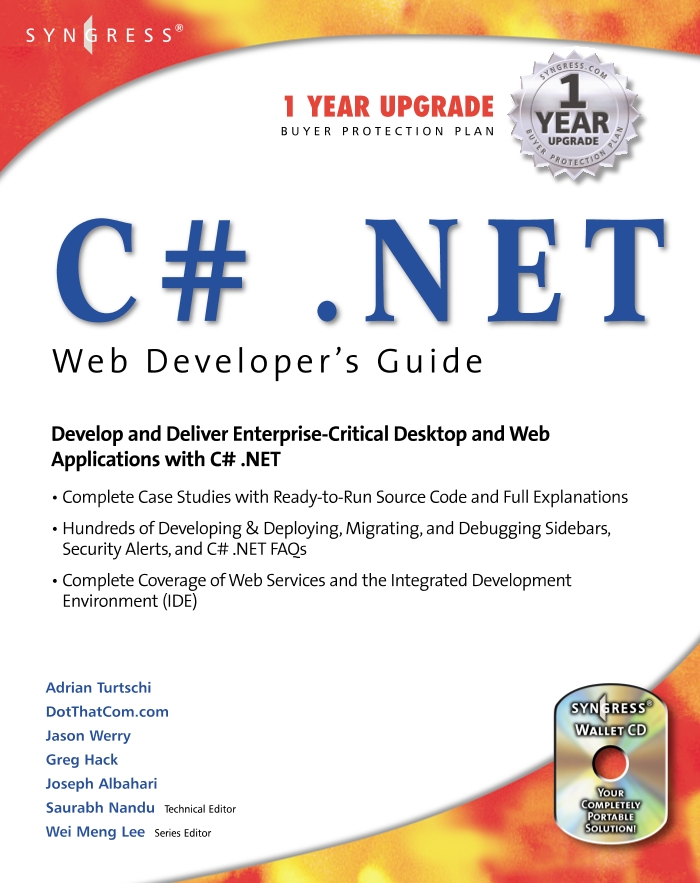 SYNGRESS®
1 YEAR UPGRADE
BUYER PROTECTION PLAN
SYNGRESS.COM
1
YEAR
UPGRADE
BUYER PROTECTION PLAN
C# .NET
Web Developer’s Guide
Develop and Deliver Enterprise-Critical Desktop and Web
Applications with C# .NET
• Complete Case Studies with Ready-to-Run Source Code and Full Explanations
• Hundreds of Developing & Deploying, Migrating, and Debugging Sidebars,
Security Alerts, and C# .NET FAQs
• Complete Coverage of Web Services and the Integrated Development
Environment (IDE)
Adrian Turtschi
DotThatCom.com
Jason Werry
Greg Hack
Joseph Albahari
Saurabh Nandu Technical Editor
Wei Meng Lee Series Editor
SYNGRESS®
WALLET CD
YOUR
COMPLETELY
PORTABLE
SOLUTION!